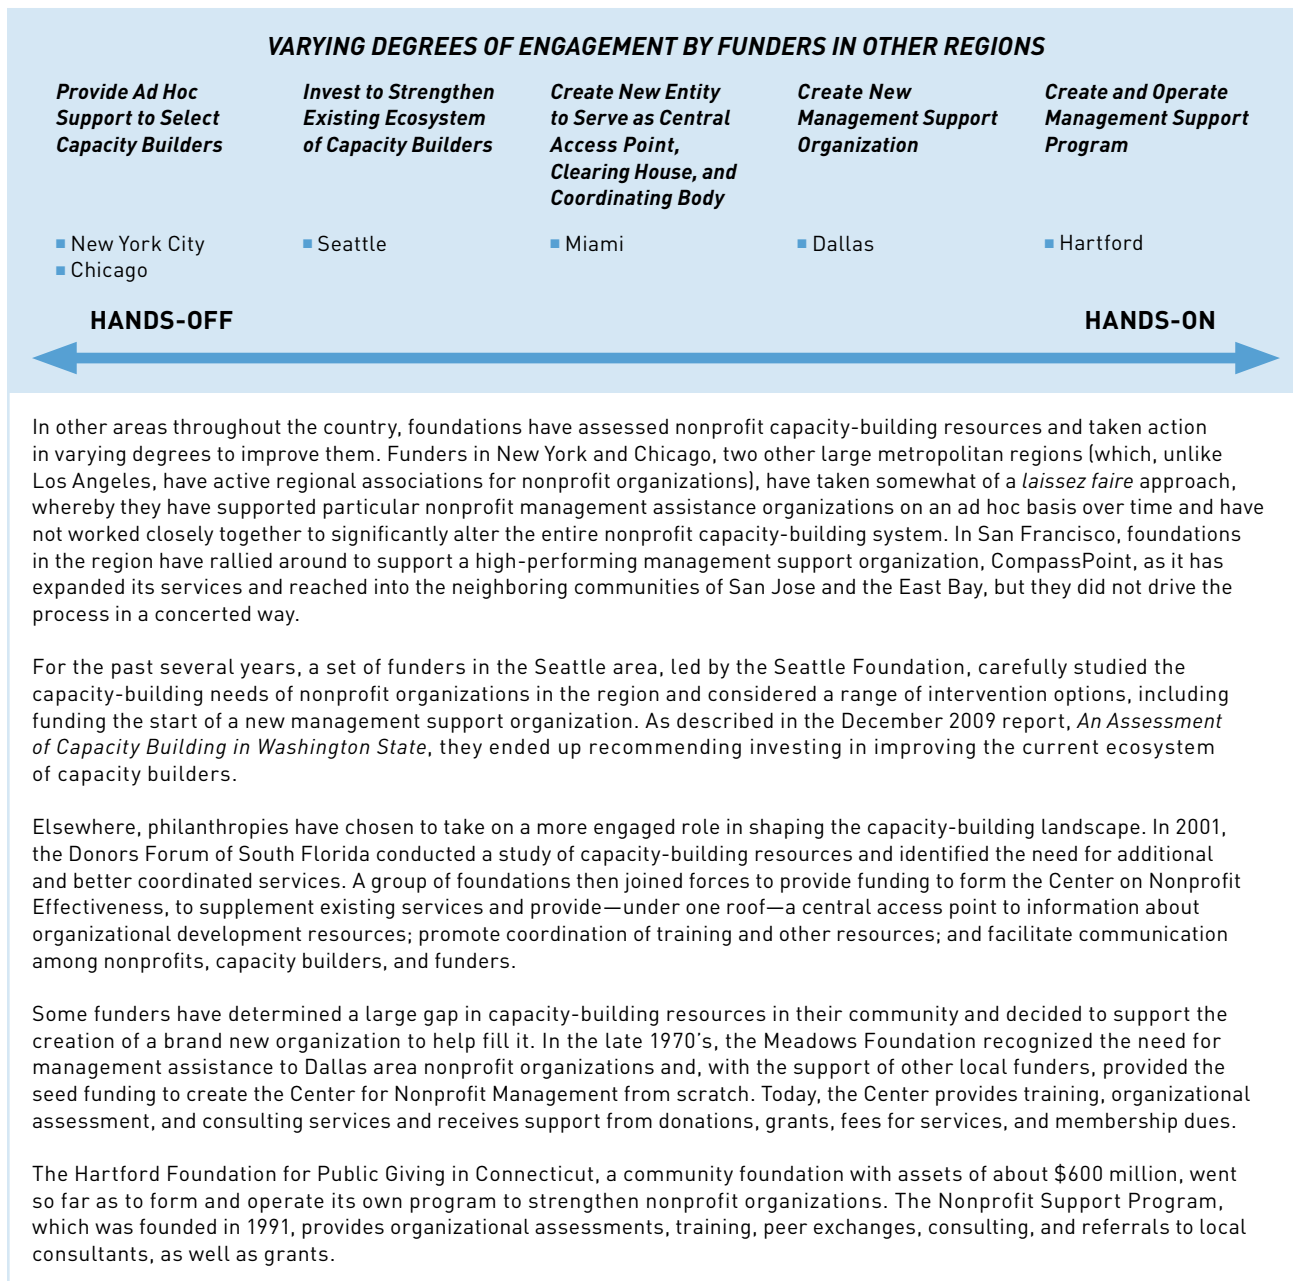 VARYING DEGREES OF ENGAGEMENT BY FUNDERS IN OTHER REGIONS
Provide Ad Hoc
Support to Select
Capacity Builders
Invest to Strengthen
Existing Ecosystem
of Capacity Builders
Create New Entity
to Serve as Central
Access Point,
Clearing House, and
Coordinating Body
Create New
Management Support
Organization
Create and Operate
Management Support
Program
■ New York City
■ Chicago
■ Seattle
■ Miami
■ Dallas
■ Hartford
HANDS-OFF
HANDS-ON
In other areas throughout the country, foundations have assessed nonprofit capacity-building resources and taken action
in varying degrees to improve them. Funders in New York and Chicago, two other large metropolitan regions (which, unlike
Los Angeles, have active regional associations for nonprofit organizations), have taken somewhat of a laissez faire approach,
whereby they have supported particular nonprofit management assistance organizations on an ad hoc basis over time and have
not worked closely together to significantly alter the entire nonprofit capacity-building system. In San Francisco, foundations
in the region have rallied around to support a high-performing management support organization, CompassPoint, as it has
expanded its services and reached into the neighboring communities of San Jose and the East Bay, but they did not drive the
process in a concerted way.
For the past several years, a set of funders in the Seattle area, led by the Seattle Foundation, carefully studied the
capacity-building needs of nonprofit organizations in the region and considered a range of intervention options, including
funding the start of a new management support organization. As described in the December 2009 report, An Assessment
of Capacity Building in Washington State, they ended up recommending investing in improving the current ecosystem
of capacity builders.
Elsewhere, philanthropies have chosen to take on a more engaged role in shaping the capacity-building landscape. In 2001,
the Donors Forum of South Florida conducted a study of capacity-building resources and identified the need for additional
and better coordinated services. A group of foundations then joined forces to provide funding to form the Center on Nonprofit
Effectiveness, to supplement existing services and provide—under one roof—a central access point to information about
organizational development resources; promote coordination of training and other resources; and facilitate communication
among nonprofits, capacity builders, and funders.
Some funders have determined a large gap in capacity-building resources in their community and decided to support the
creation of a brand new organization to help fill it. In the late 1970's, the Meadows Foundation recognized the need for
management assistance to Dallas area nonprofit organizations and, with the support of other local funders, provided the
seed funding to create the Center for Nonprofit Management from scratch. Today, the Center provides training, organizational
assessment, and consulting services and receives support from donations, grants, fees for services, and membership dues.
The Hartford Foundation for Public Giving in Connecticut, a community foundation with assets of about $600 million, went
so far as to form and operate its own program to strengthen nonprofit organizations. The Nonprofit Support Program,
which was founded in 1991, provides organizational assessments, training, peer exchanges, consulting, and referrals to local
consultants, as well as grants.